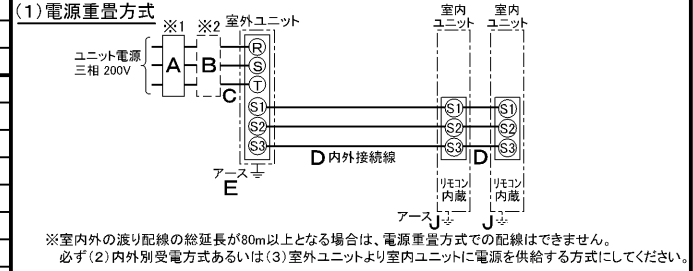 (1)電源重畳方式
※1 ※2 室外ユニット
室内
ユニット
室内
ユニット
ユニット電源
三相 200V
A
B
C
R
S
T
S1
S2
S3
S1
S2
S3
S1
S2
S3
D 内外接続線
D
アース
E
リモコン
内蔵
リモコン
内蔵
アース J J
※室内外の渡り配線の総延長が80m以上となる場合は、電源重畳方式での配線はできません。
必ず(2)内外別受電方式あるいは(3)室外ユニットより室内ユニットに電源を供給する方式にしてください。